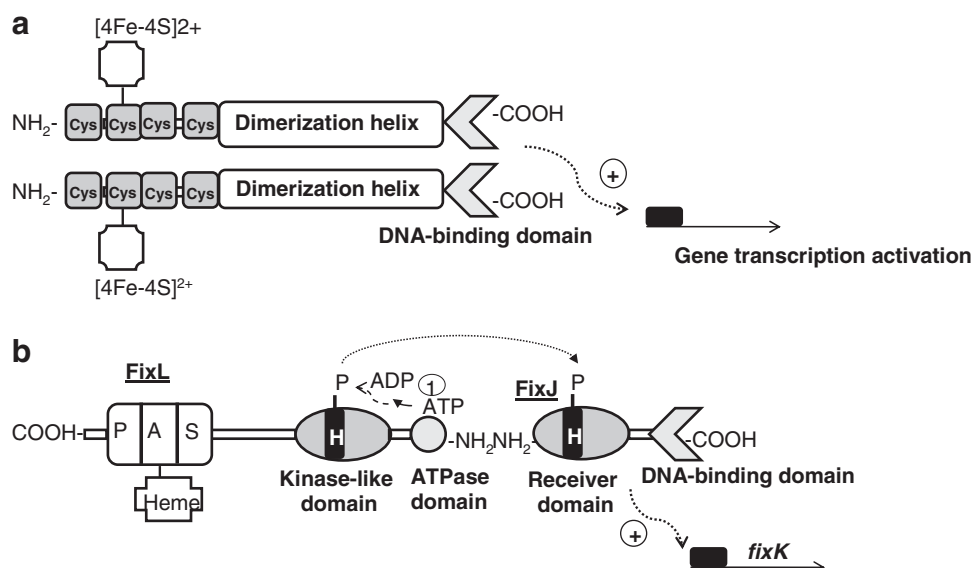 a
[4Fe-4S]2+
NH2- Cys Cys Cys Cys Dimerization helix -COOH
+
NH2- Cys Cys Cys Cys Dimerization helix -COOH
DNA-binding domain
Gene transcription activation
[4Fe-4S]2+
b
FixL
P ADP 1
ATP
FixJ P
COOH- P A S H -NH2NH2- H -COOH
Heme
Kinase-like domain
ATPase domain
Receiver domain
DNA-binding domain
+
fixK